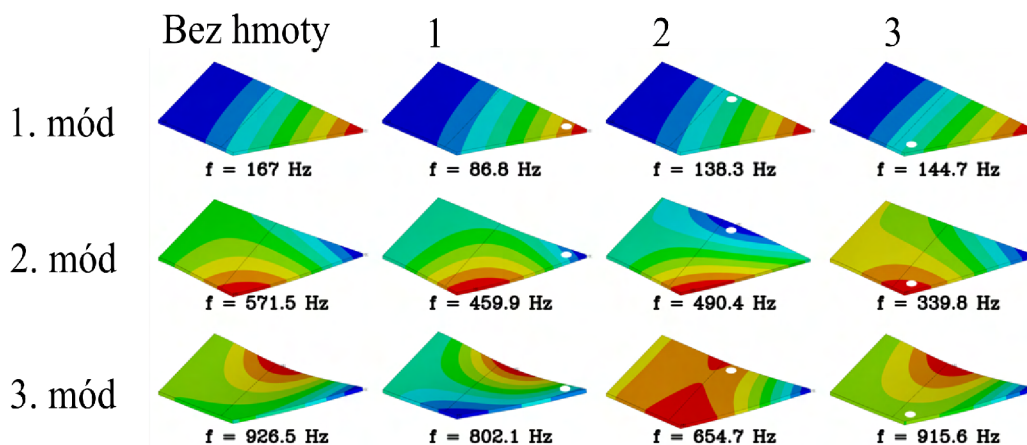 Bez hmoty 1 2 3
1. mód
f = 167 Hz f = 86.8 Hz f = 138.3 Hz f = 144.7 Hz
2. mód
f = 571.5 Hz f = 459.9 Hz f = 490.4 Hz f = 339.8 Hz
3. mód
f = 926.5 Hz f = 802.1 Hz f = 654.7 Hz f = 915.6 Hz